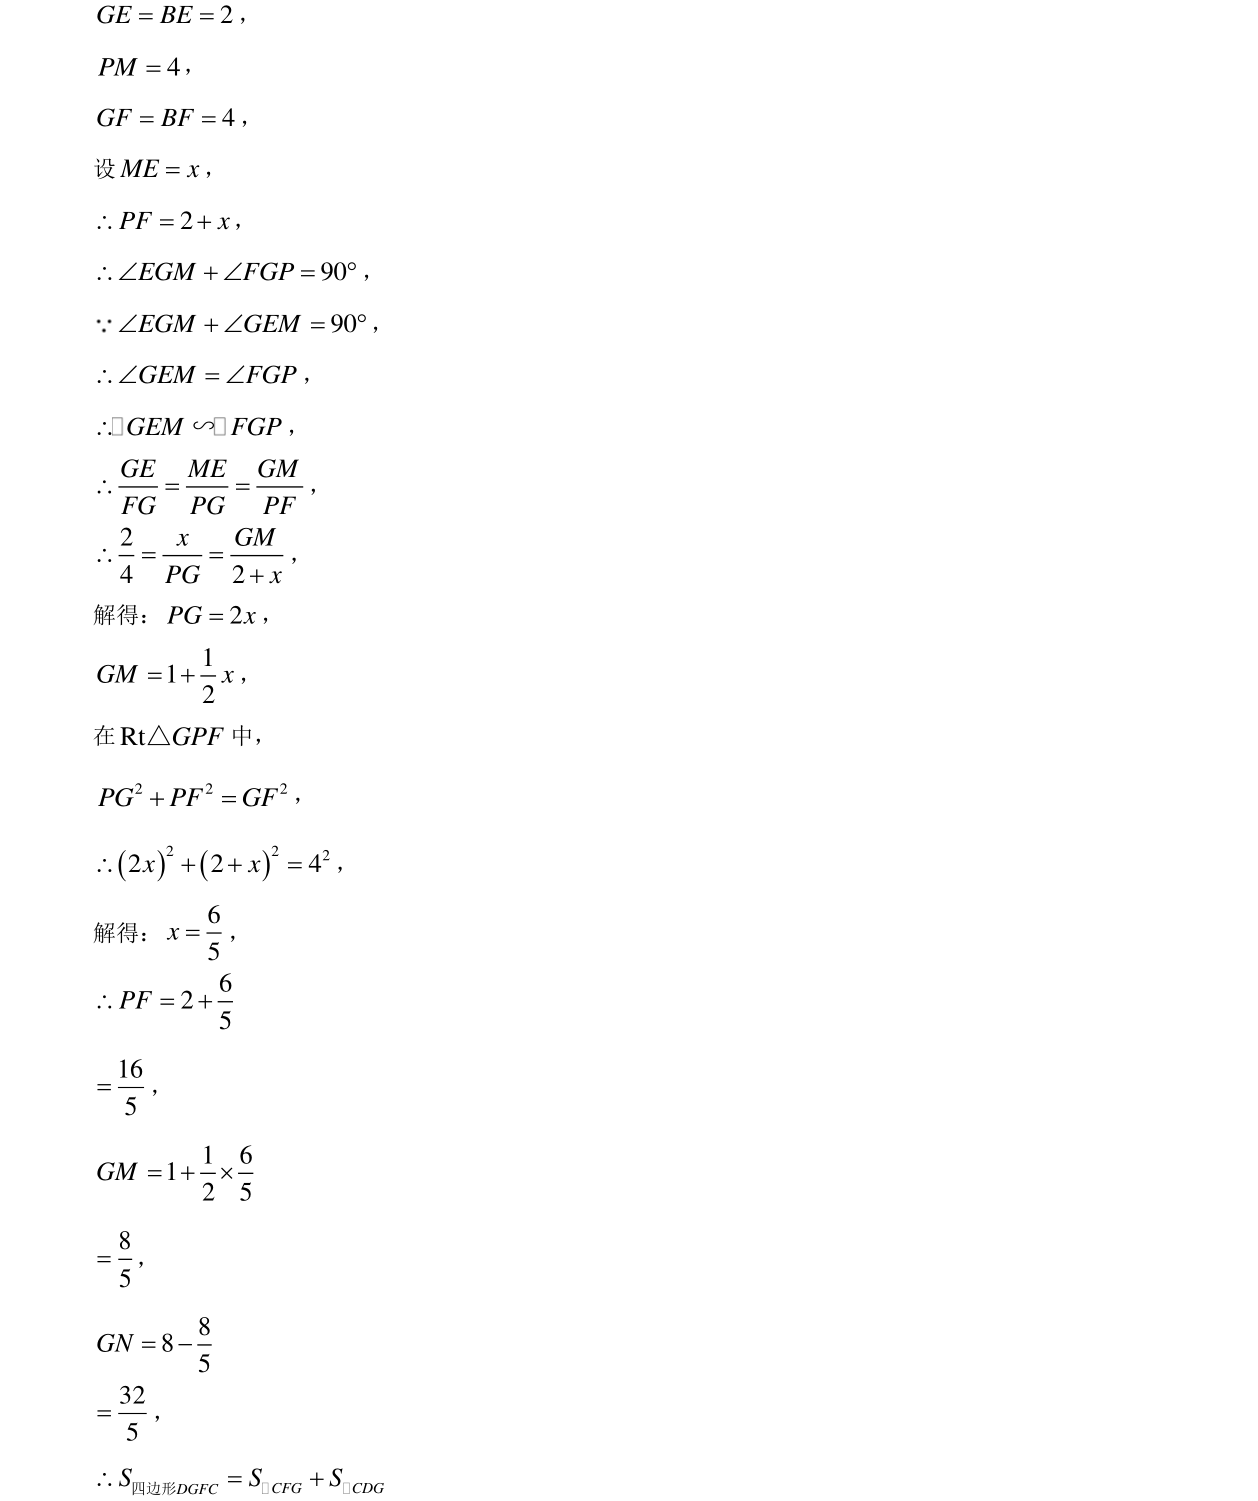 GE = BE = 2，
PM = 4，
GF = BF = 4，
设 ME = x，
∴ PF = 2 + x，
∴ ∠EGM + ∠FGP = 90°，
∵ ∠EGM + ∠GEM = 90°，
∴ ∠GEM = ∠FGP，
∴□GEM ∽□FGP，
∴ GE/FG = ME/PG = GM/PF，
∴ 2/4 = x/PG = GM/(2 + x)，
解得： PG = 2x，
GM = 1 + 1/2 x，
在 Rt△GPF 中，
PG² + PF² = GF²，
∴ (2x)² + (2 + x)² = 4²，
解得： x = 6/5，
∴ PF = 2 + 6/5
= 16/5，
GM = 1 + 1/2 × 6/5
= 8/5，
GN = 8 − 8/5
= 32/5，
∴ S四边形DGFC = S□CFG + S□CDG